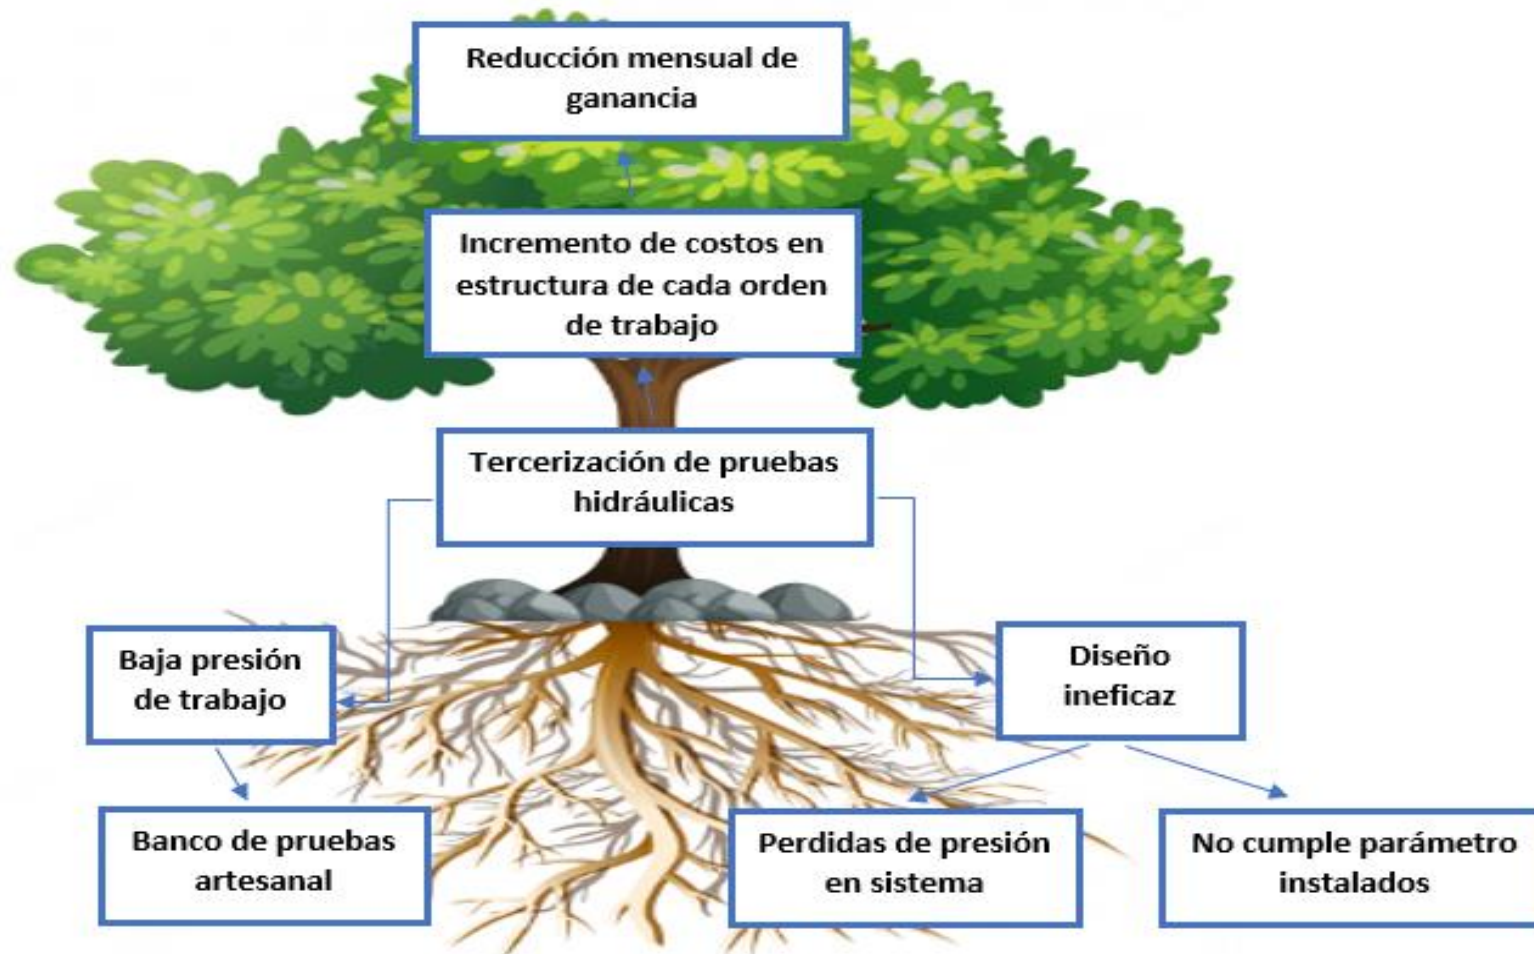 Reducción mensual de
ganancia
Incremento de costos en
estructura de cada orden
de trabajo
Tercerización de pruebas
hidráulicas
Baja presión
de trabajo
Diseño
ineficaz
Banco de pruebas
artesanal
Perdidas de presión
en sistema
No cumple parámetro
instalados